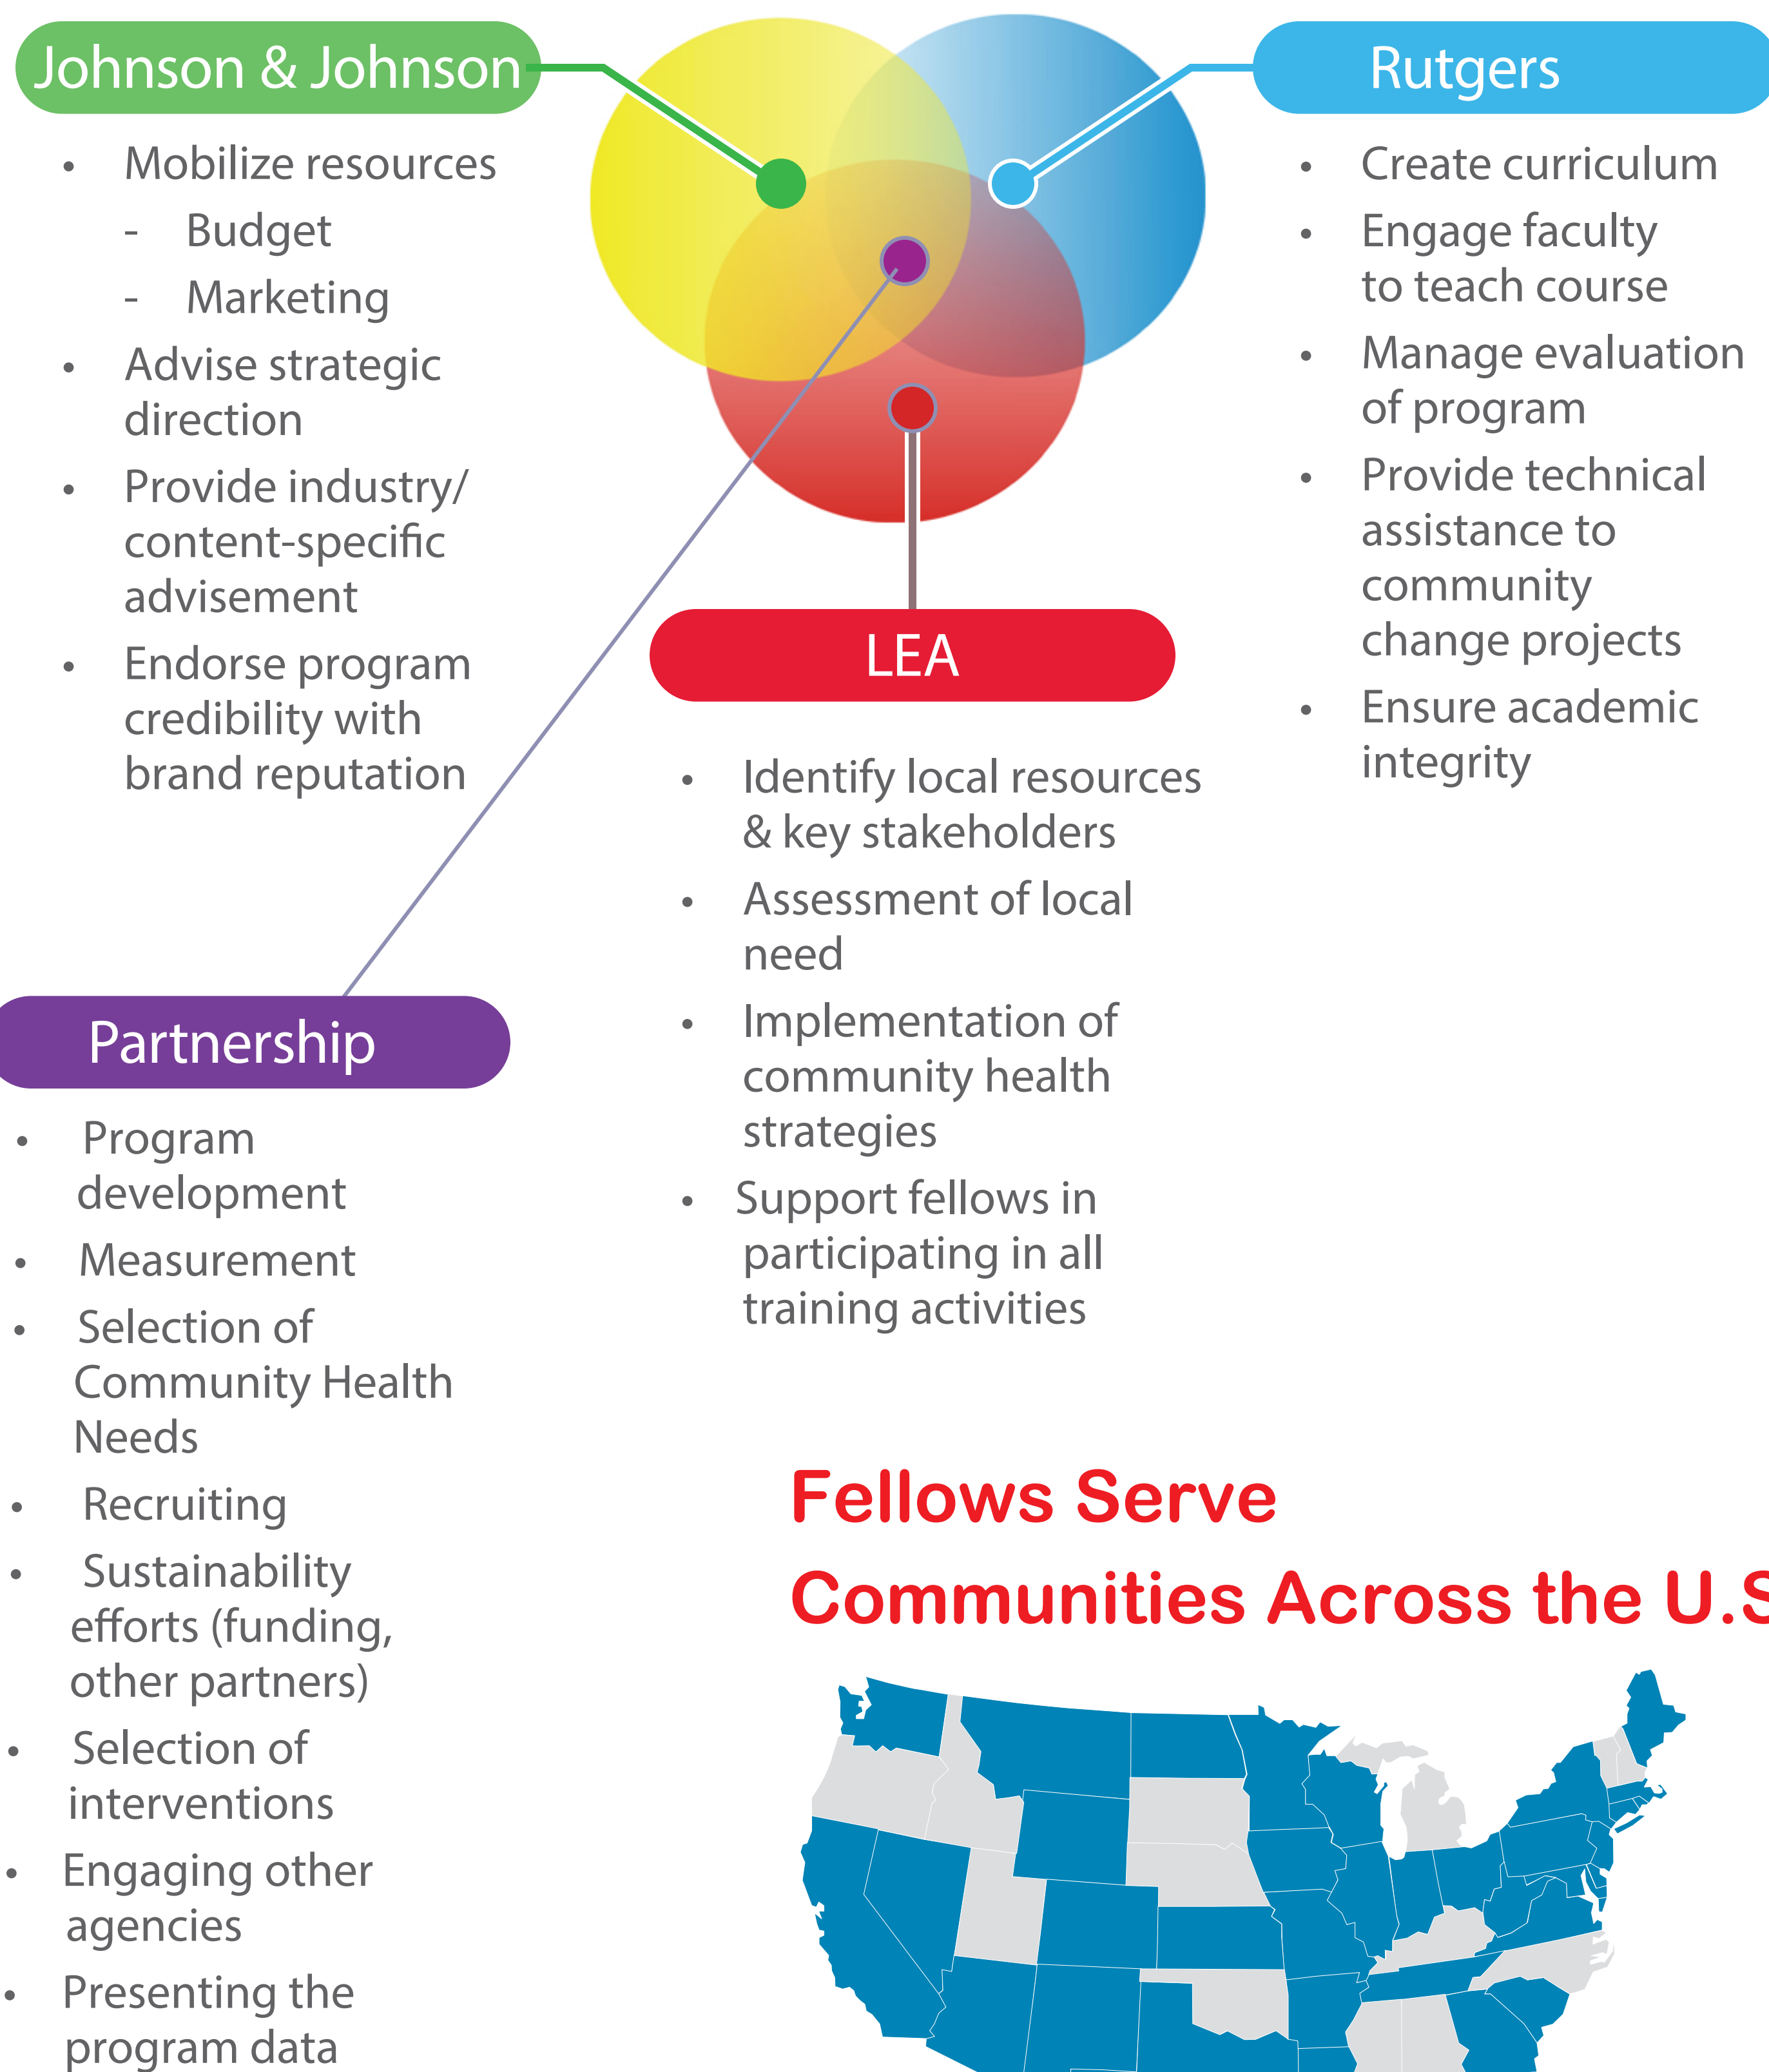 Johnson & Johnson
• Mobilize resources
- Budget
- Marketing
• Advise strategic
direction
• Provide industry/
content-specific
advisement
• Endorse program
credibility with
brand reputation
Rutgers
• Create curriculum
• Engage faculty
to teach course
• Manage evaluation
of program
• Provide technical
assistance to
community
change projects
• Ensure academic
integrity
LEA
• Identify local resources
& key stakeholders
• Assessment of local
need
• Implementation of
community health
strategies
• Support fellows in
participating in all
training activities
Partnership
• Program
development
• Measurement
• Selection of
Community Health
Needs
• Recruiting
• Sustainability
efforts (funding,
other partners)
• Selection of
interventions
• Engaging other
agencies
• Presenting the
program data
Fellows Serve
Communities Across the U.S